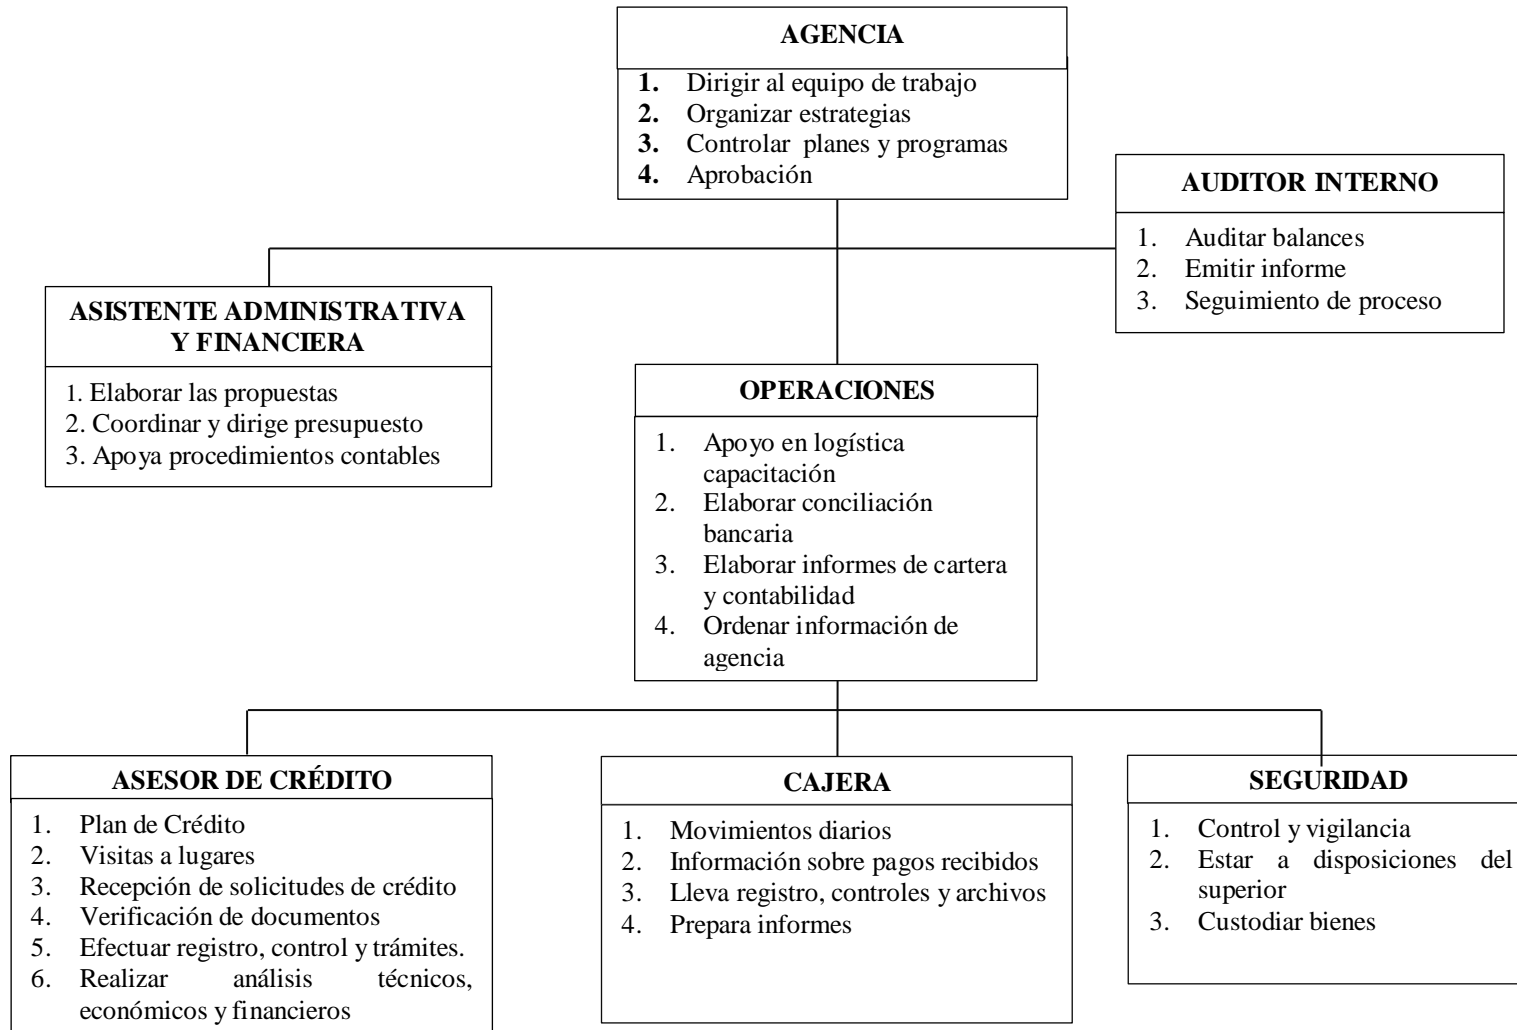 AGENCIA
1. Dirigir al equipo de trabajo
2. Organizar estrategias
3. Controlar planes y programas
4. Aprobación
AUDITOR INTERNO
1. Auditar balances
2. Emitir informe
3. Seguimiento de proceso
ASISTENTE ADMINISTRATIVA
Y FINANCIERA
1. Elaborar las propuestas
2. Coordinar y dirige presupuesto
3. Apoya procedimientos contables
OPERACIONES
1. Apoyo en logística
capacitación
2. Elaborar conciliación
bancaria
3. Elaborar informes de cartera
y contabilidad
4. Ordenar información de
agencia
ASESOR DE CRÉDITO
1. Plan de Crédito
2. Visitas a lugares
3. Recepción de solicitudes de crédito
4. Verificación de documentos
5. Efectuar registro, control y trámites.
6. Realizar análisis técnicos,
económicos y financieros
CAJERA
1. Movimientos diarios
2. Información sobre pagos recibidos
3. Lleva registro, controles y archivos
4. Prepara informes
SEGURIDAD
1. Control y vigilancia
2. Estar a disposiciones del
superior
3. Custodiar bienes